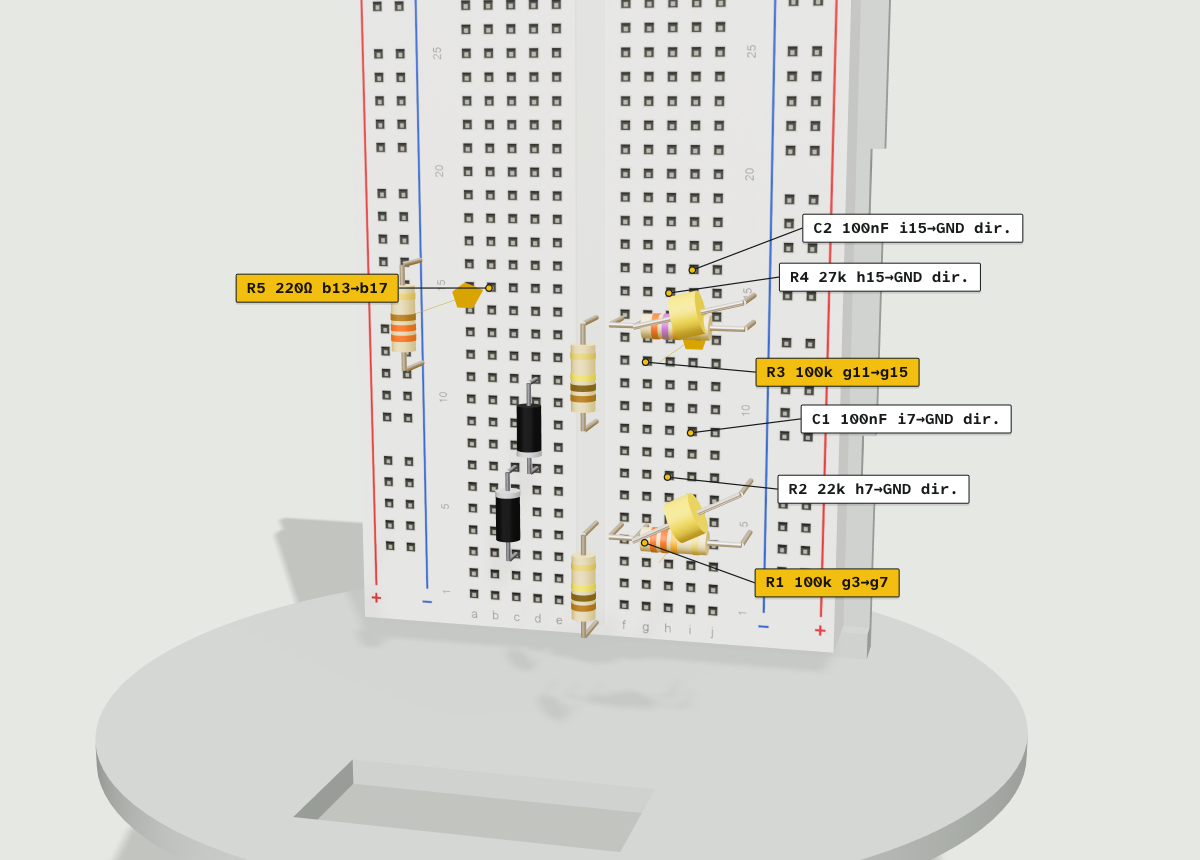 25
25
20
20
C2 100nF i15→GND dir.
R4 27k h15→GND dir.
R5 220Ω b13→b17
5
5
R3 100k g11→g15
10
C1 100nF i7→GND dir.
10
R2 22k h7→GND dir.
5
5
R1 100k g3→g7
1
1
+
−
a b c d e
f g h i j
−
+